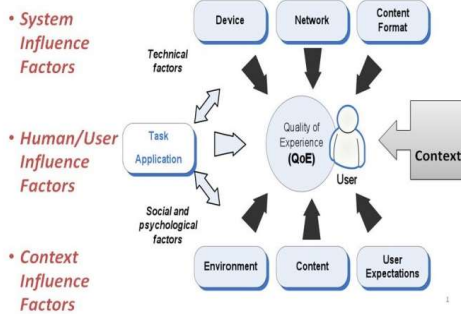 • System
Influence
Factors
• Human/User
Influence
Factors
• Context
Influence
Factors
Device
Network
Content
Format
Technical
factors
Task
Application
Quality of
Experience
(QoE)
User
Context
Social and
psychological
factors
Environment
Content
User
Expectations
1